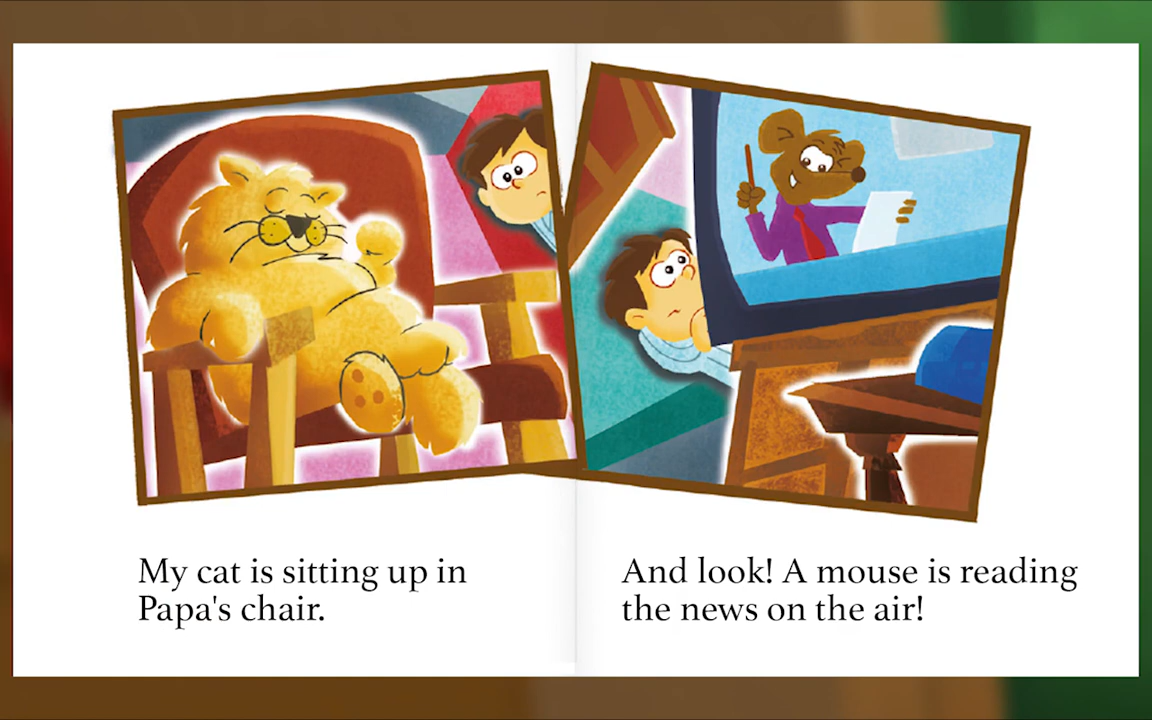 My cat is sitting up in
Papa's chair.
And look! A mouse is reading
the news on the air!